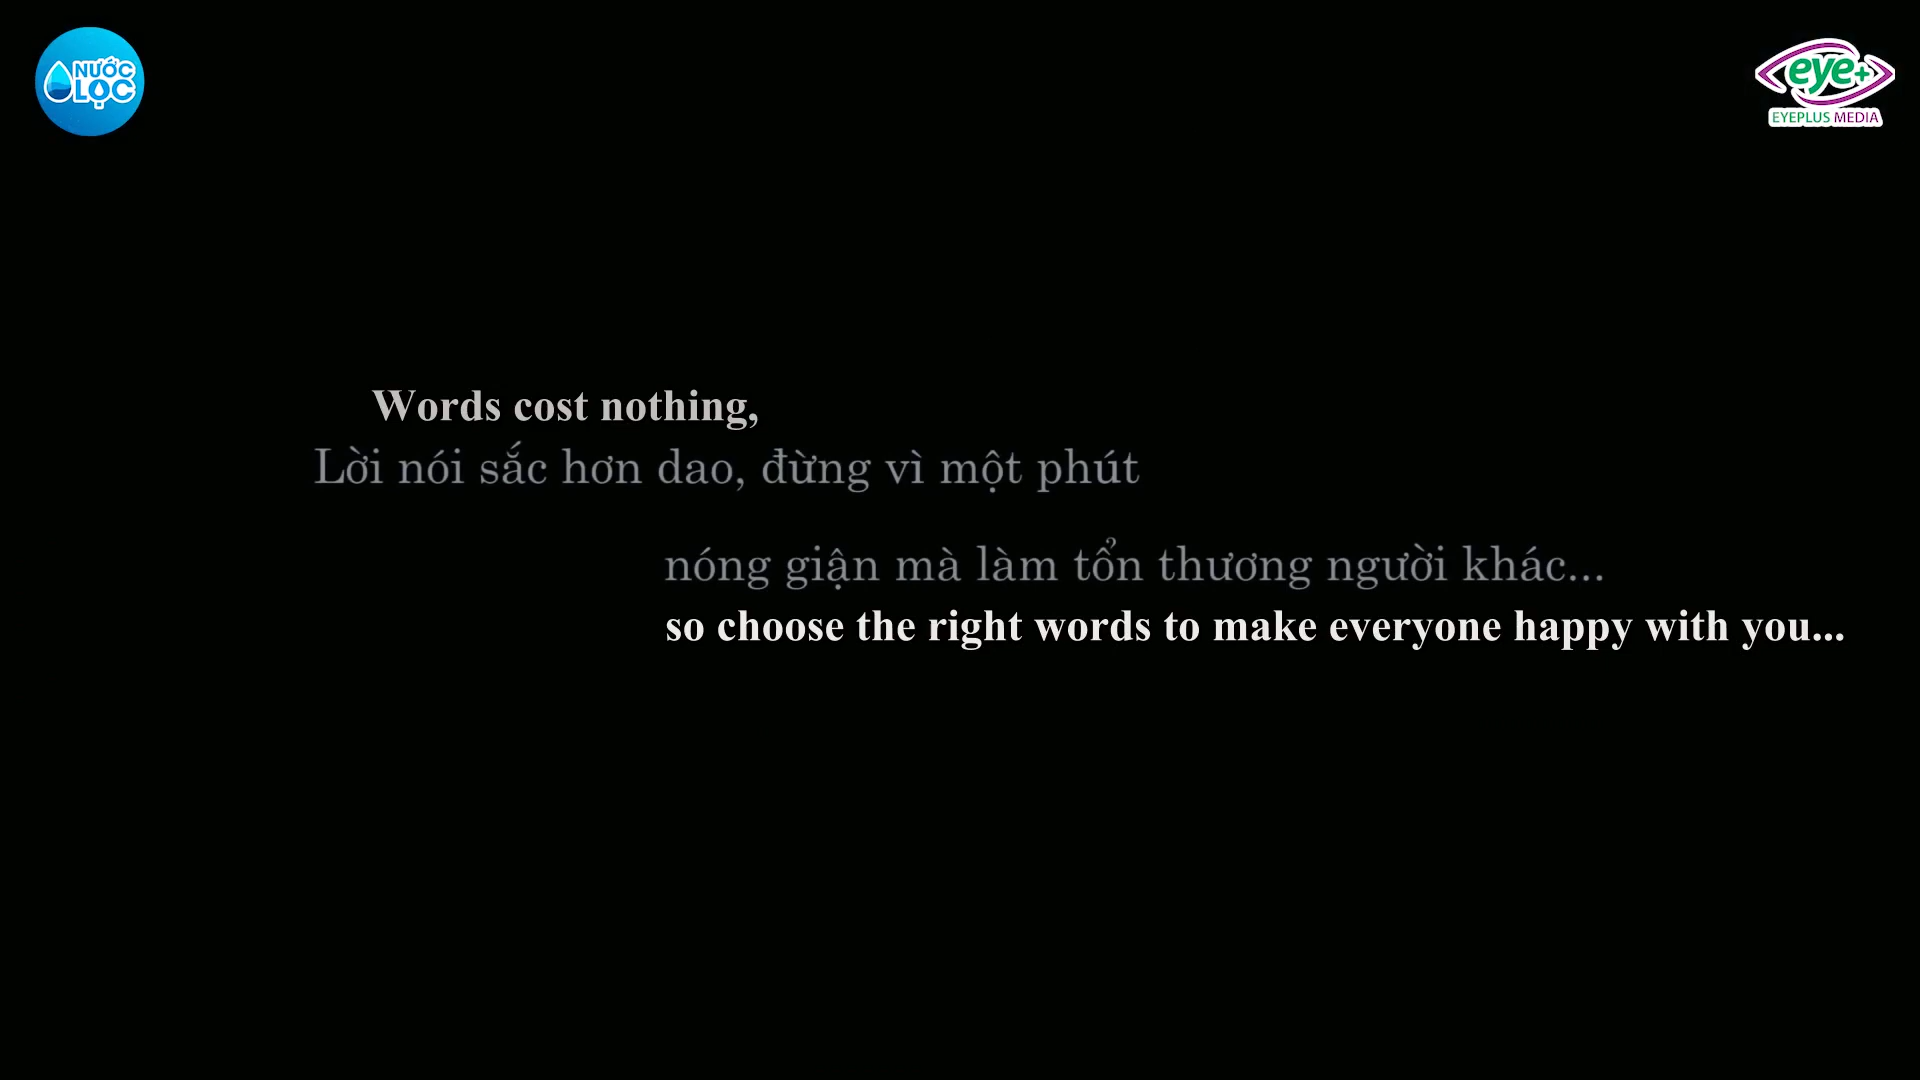 NƯỚC
LỌC
eye+
EYEPLUS MEDIA
Words cost nothing,
Lời nói sắc hơn dao, đừng vì một phút
nóng giận mà làm tổn thương người khác...
so choose the right words to make everyone happy with you...